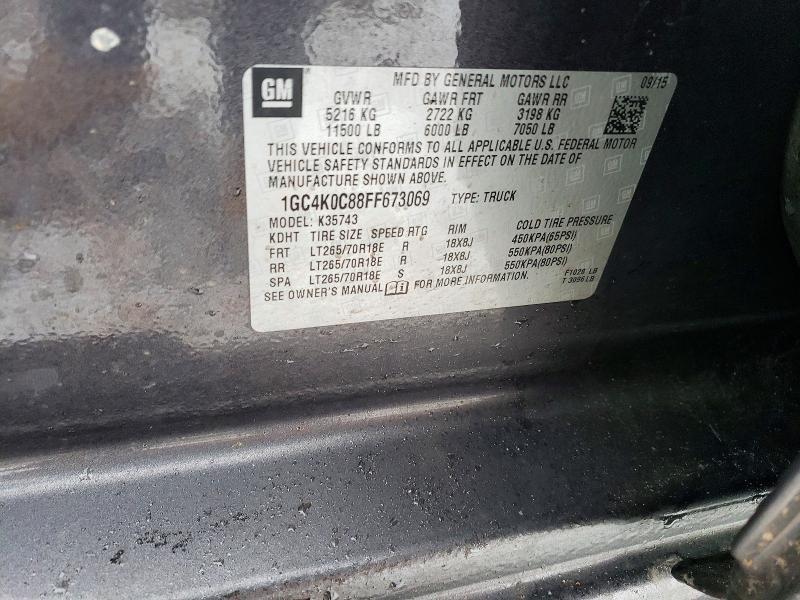 GM
MFD BY GENERAL MOTORS LLC 09/15
GVWR GAWR FRT GAWR RR
5216 KG 2722 KG 3198 KG
11500 LB 6000 LB 7050 LB
THIS VEHICLE CONFORMS TO ALL APPLICABLE U.S. FEDERAL MOTOR
VEHICLE SAFETY STANDARDS IN EFFECT ON THE DATE OF
MANUFACTURE SHOWN ABOVE.
1GC4K0C88FF673069 TYPE: TRUCK
MODEL: K35743
KDHT TIRE SIZE SPEED RTG RIM COLD TIRE PRESSURE
FRT LT265/70R18E R 18X8J 450KPA(65PSI)
RR LT265/70R18E R 18X8J 550KPA(80PSI)
SPA LT265/70R18E S 18X8J 550KPA(80PSI)
SEE OWNER'S MANUAL FOR MORE INFORMATION.
F1028 LB
T 3096 LB